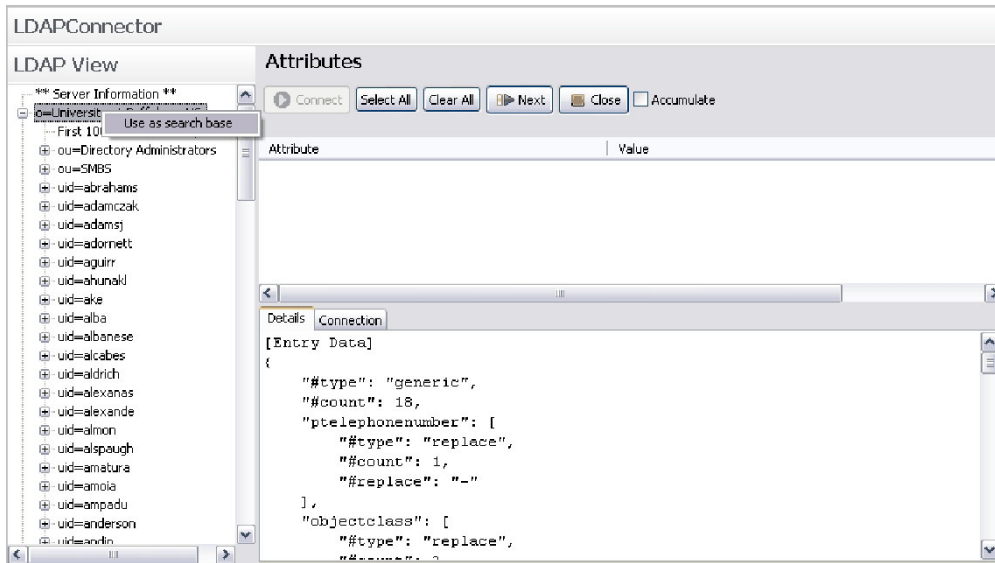 LDAPConnector
LDAP View
** Server Information **
Use as search base
First
ou=Directory Administrators
ou=SMBS
uid=abrahams
uid=adamczak
uid=adamsj
uid=adornett
uid=aguirr
uid=ahunakl
uid=ake
uid=alba
uid=albanese
uid=alcabes
uid=aldrich
uid=alexanas
uid=alexande
uid=almon
uid=alspaugh
uid=amatura
uid=amoia
uid=ampadu
uid=anderson
uid=andin
Attributes
Connect Select All Clear All Next Close Accumulate
Attribute Value
Details Connection
[Entry Data]
{
"#type": "generic",
"#count": 18,
"ptelephonenumber": [
"#type": "replace",
"#count": 1,
"#replace": "-"
],
"objectclass": [
"#type": "replace",